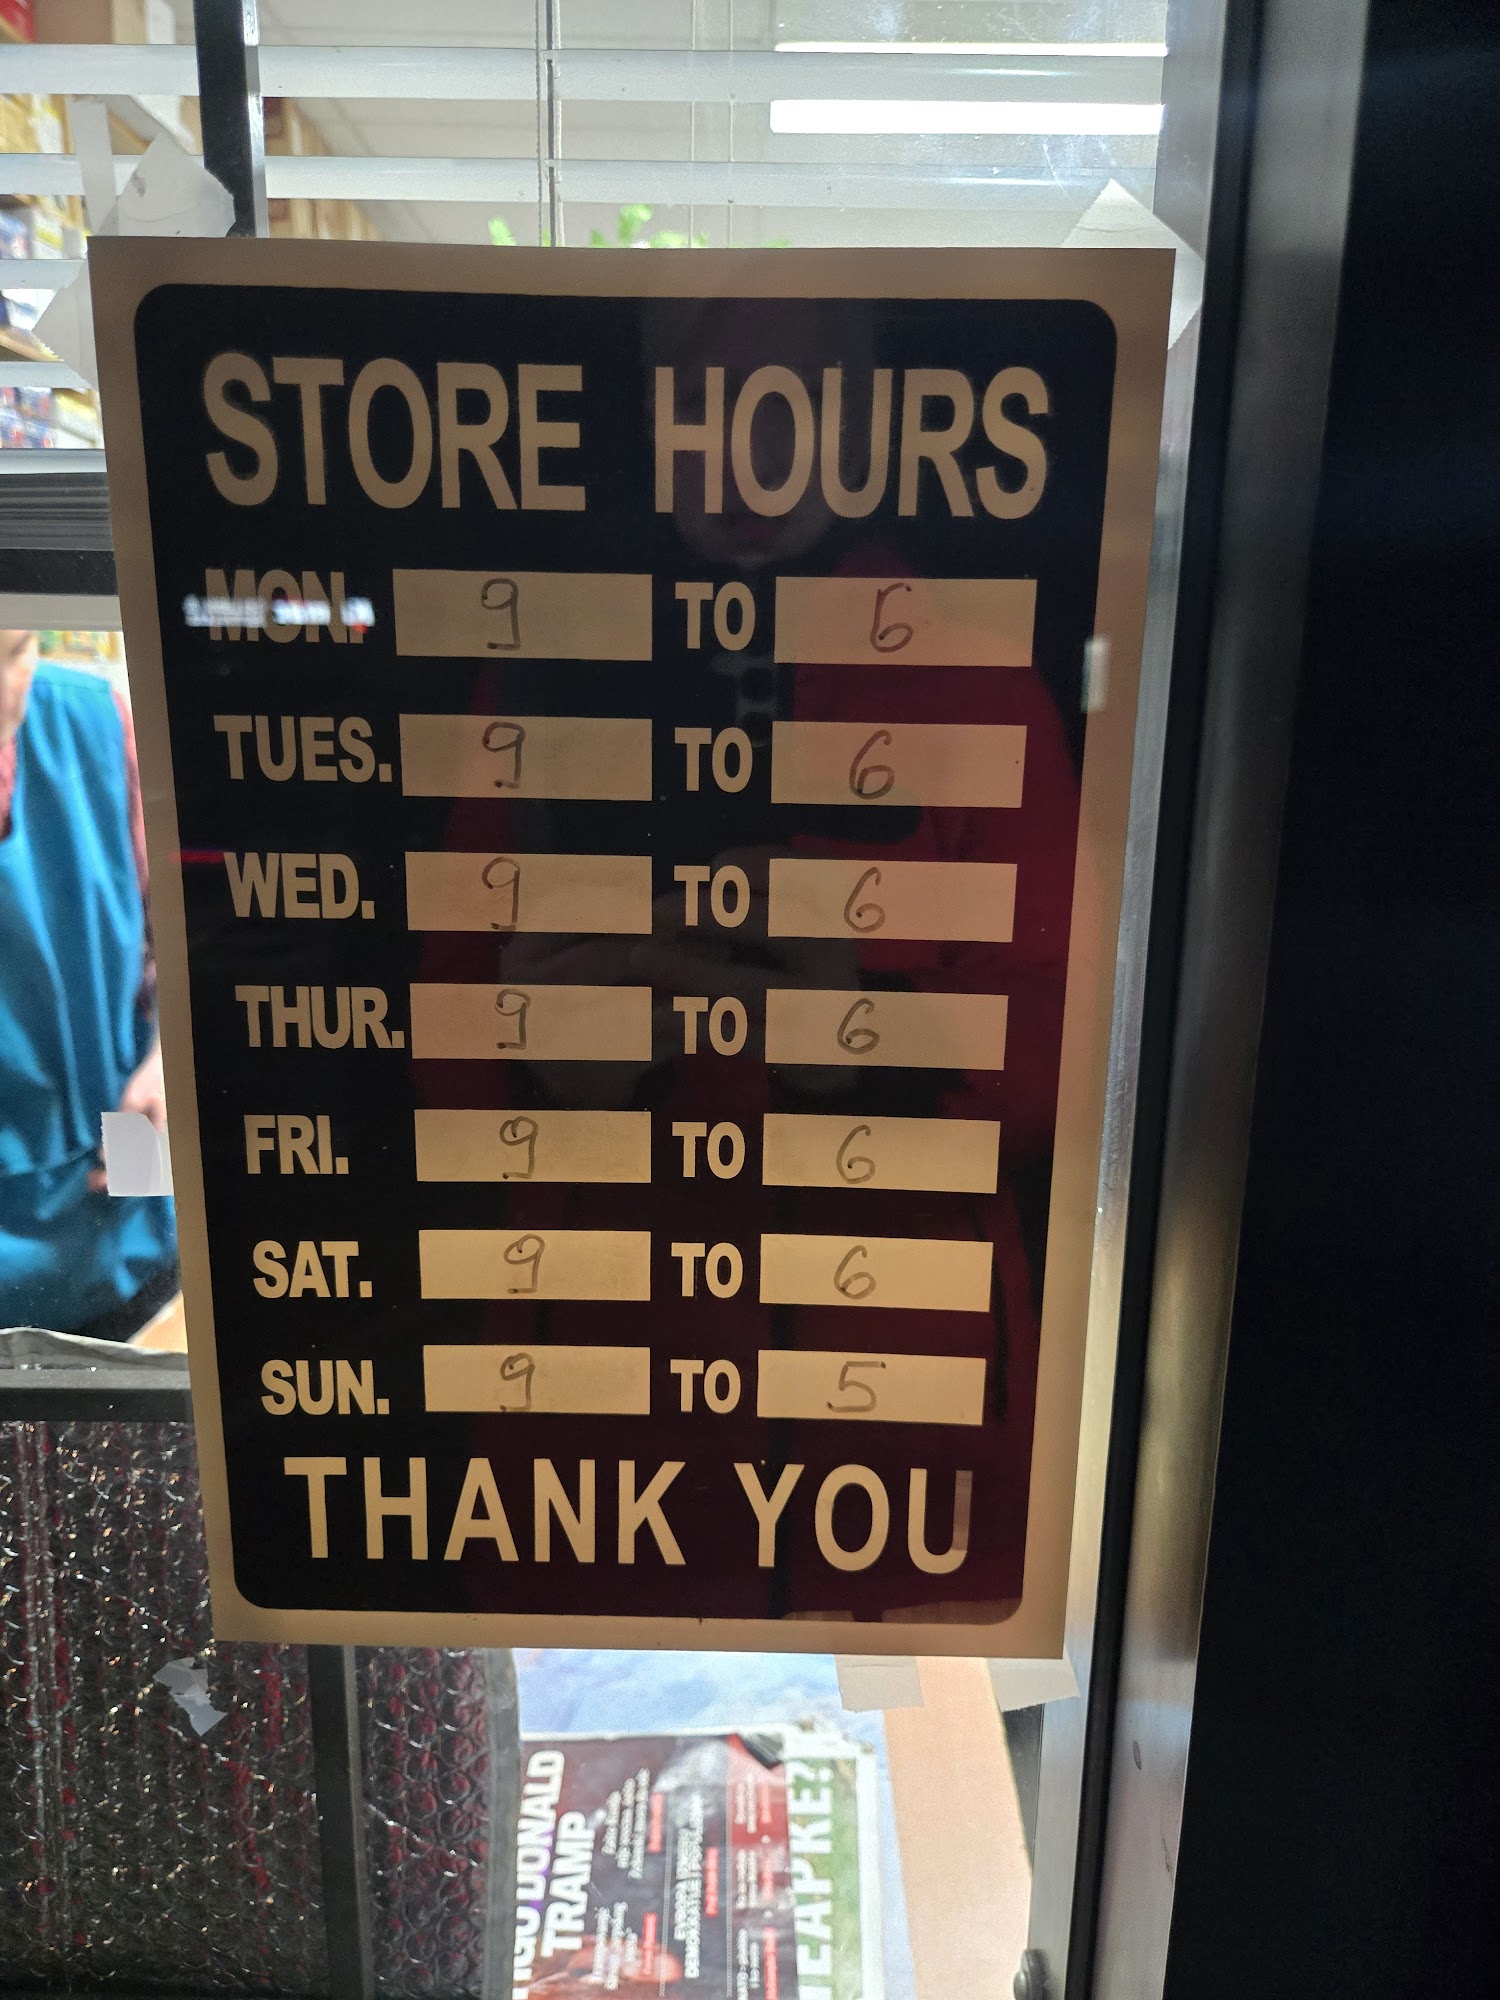 STORE HOURS
MON. 9 TO 6
TUES. 9 TO 6
WED. 9 TO 6
THUR. 9 TO 6
FRI. 9 TO 6
SAT. 9 TO 6
SUN. 9 TO 5
THANK YOU
DONALD
TRAMP